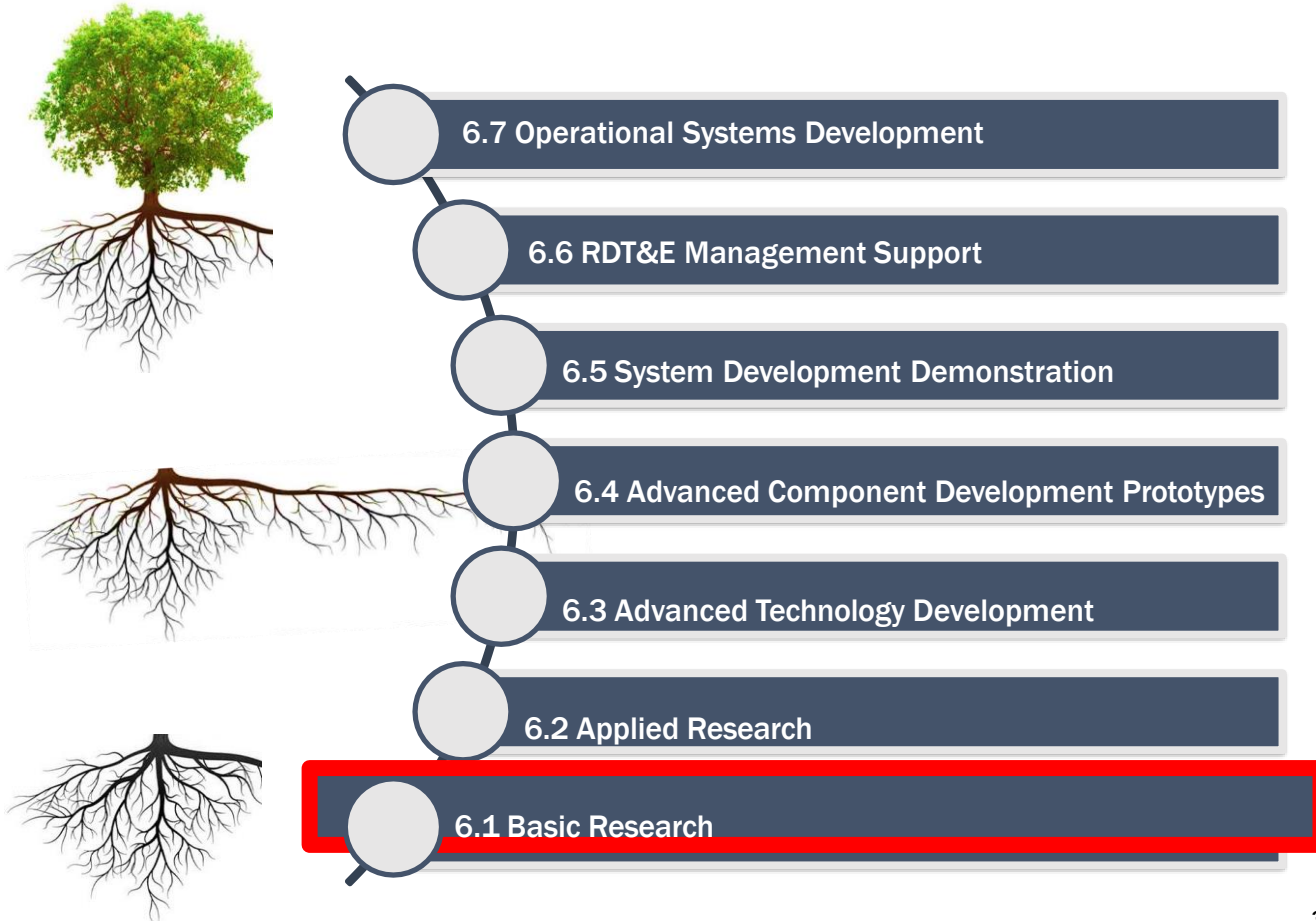 6.7 Operational Systems Development
6.6 RDT&E Management Support
6.5 System Development Demonstration
6.4 Advanced Component Development Prototypes
6.3 Advanced Technology Development
6.2 Applied Research
6.1 Basic Research